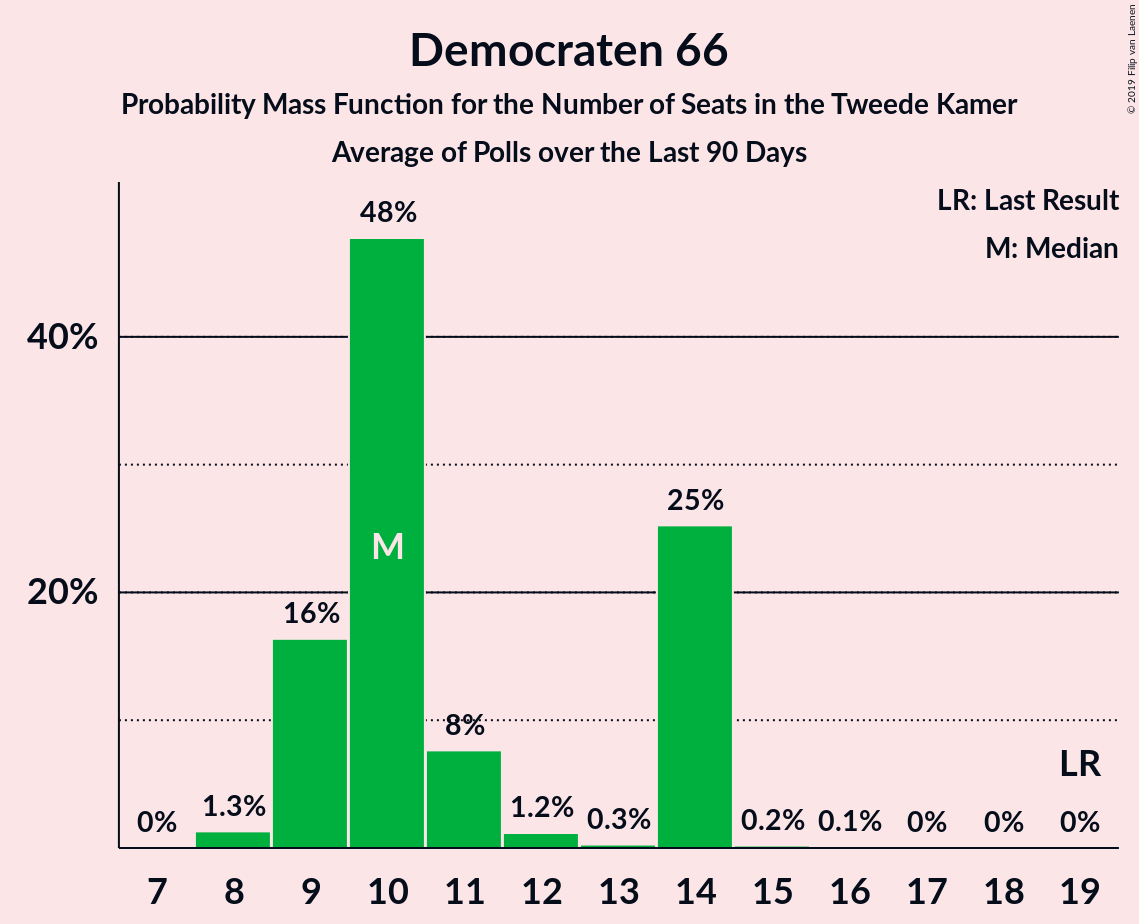 Democraten 66
Probability Mass Function for the Number of Seats in the Tweede Kamer
Average of Polls over the Last 90 Days
© 2019 Filip van Laenen
LR: Last Result
M: Median
48%
40%
25%
M
20%
16%
8%
LR
0% 1.3% 1.2% 0.3% 0.2% 0.1% 0% 0% 0%
7 8 9 10 11 12 13 14 15 16 17 18 19